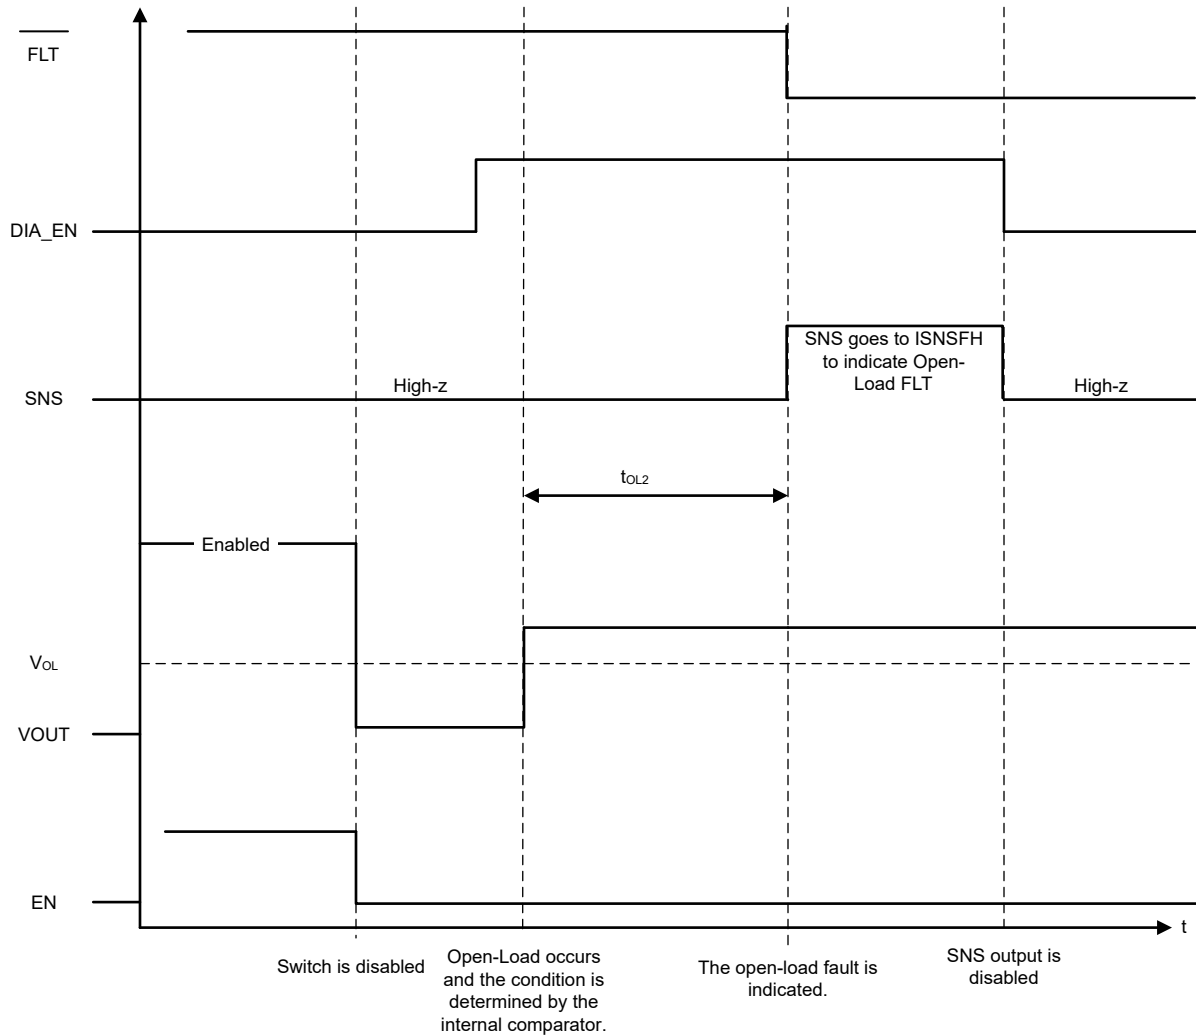 FLT
DIA_EN
SNS goes to ISNSFH
to indicate Open-
Load FLT
High-z
High-z
SNS
tOL2
Enabled
VOL
VOUT
EN
t
Switch is disabled
Open-Load occurs
and the condition is
determined by the
internal comparator.
The open-load fault is
indicated.
SNS output is
disabled